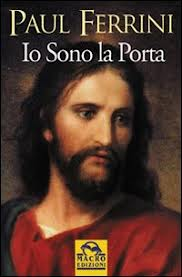 PAUL FERRINI
Io Sono la Porta
MACRO
EDIZIONI